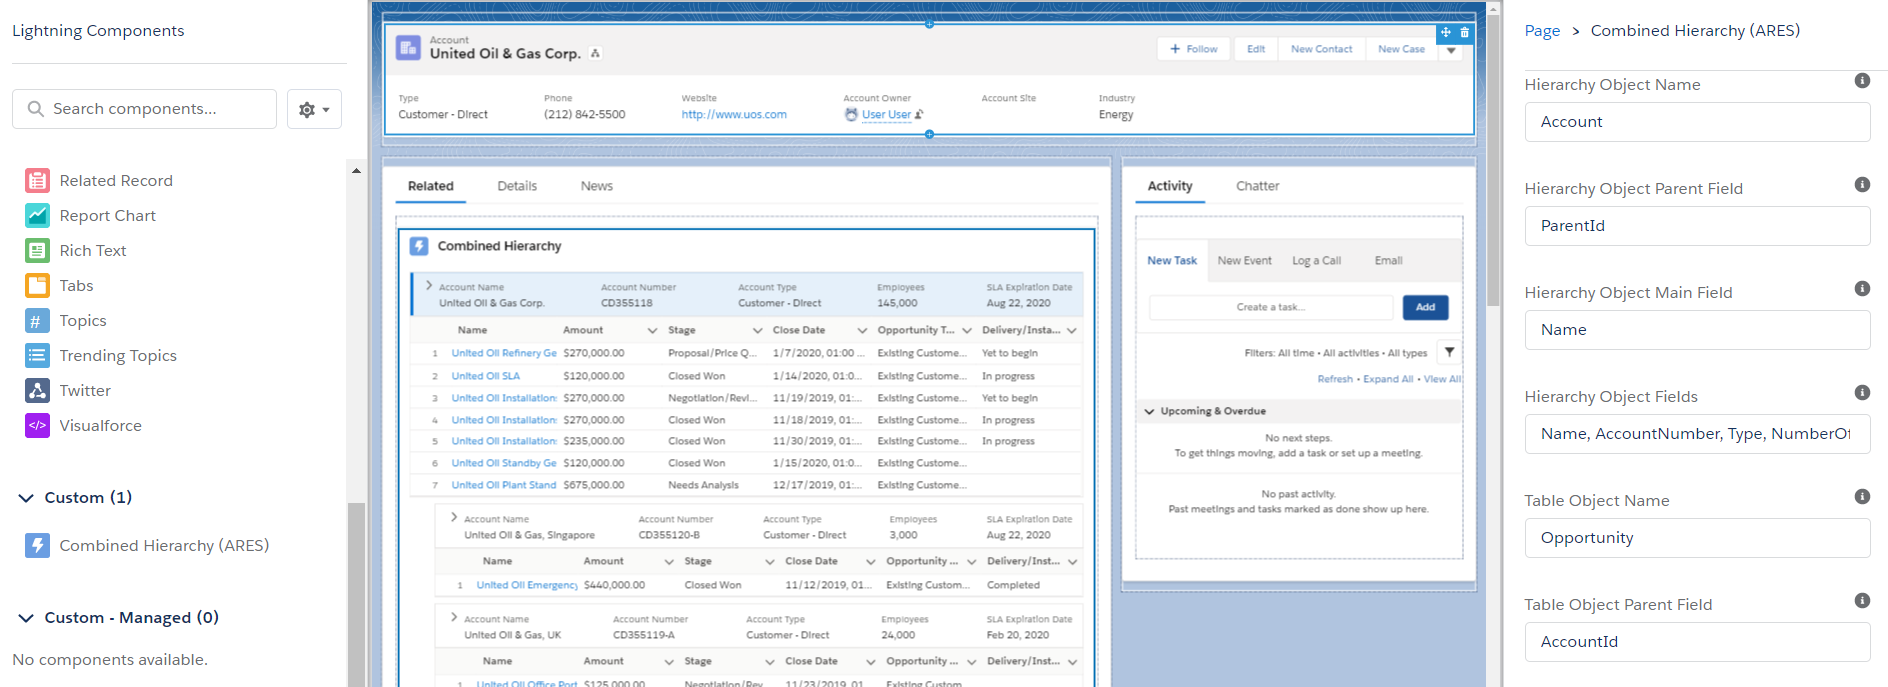 Lightning Components
Search components...
Related Record
Report Chart
Rich Text
Tabs
Topics
Trending Topics
Twitter
Visualforce
Custom (1)
Combined Hierarchy (ARES)
Custom - Managed (0)
No components available.
Account
United Oil & Gas Corp.
+ Follow Edit New Contact New Case
Type Phone Website Account Owner Account Site Industry
Customer - Direct (212) 842-5500 http://www.uos.com User User Energy
Related Details News
Combined Hierarchy
Account Name Account Number Account Type Employees SLA Expiration Date
United Oil & Gas Corp. CD355118 Customer - Direct 145,000 Aug 22, 2020
Name Amount Stage Close Date Opportunity T... Delivery/Insta...
1 United Oil Refinery Ge $270,000.00 Proposal/Price Q... 1/7/2020, 01:00 ... Existing Custome... Yet to begin
2 United Oil SLA $120,000.00 Closed Won 1/14/2020, 01:0... Existing Custome... In progress
3 United Oil Installation: $270,000.00 Negotiation/Revi... 11/19/2019, 01:... Existing Custome... Yet to begin
4 United Oil Installation: $270,000.00 Closed Won 11/18/2019, 01:... Existing Custome... In progress
5 United Oil Installation: $235,000.00 Closed Won 11/30/2019, 01:... Existing Custome... In progress
6 United Oil Standby Ge $120,000.00 Closed Won 1/15/2020, 01:0... Existing Custome...
7 United Oil Plant Stand $675,000.00 Needs Analysis 12/17/2019, 01:... Existing Custome...
Account Name Account Number Account Type Employees SLA Expiration Date
United Oil & Gas, Singapore CD355120-B Customer - Direct 3,000 Aug 22, 2020
Name Amount Stage Close Date Opportunity ... Delivery/Inst...
1 United Oil Emergency $440,000.00 Closed Won 11/12/2019, 01... Existing Custom... Completed
Account Name Account Number Account Type Employees SLA Expiration Date
United Oil & Gas, UK CD355119-A Customer - Direct 24,000 Feb 20, 2020
Name Amount Stage Close Date Opportunity ... Delivery/Inst...
1 United Oil Office Port $125,000.00 Negotiation/Rev 11/23/2019, 01 Existing Custom
Activity Chatter
New Task New Event Log a Call Email
Create a task... Add
Filters: All time • All activities • All types
Refresh • Expand All • View All
Upcoming & Overdue
No next steps.
To get things moving, add a task or set up a meeting.
No past activity.
Past meetings and tasks marked as done show up here.
Page > Combined Hierarchy (ARES)
Hierarchy Object Name
Account
Hierarchy Object Parent Field
ParentId
Hierarchy Object Main Field
Name
Hierarchy Object Fields
Name, AccountNumber, Type, NumberOf
Table Object Name
Opportunity
Table Object Parent Field
AccountId